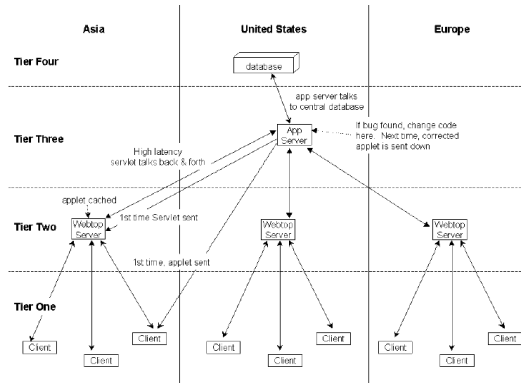 Asia
United States
Europe
Tier Four
database
app server talks
to central database
Tier Three
App
Server
If bug found, change code
here. Next time, corrected
applet is sent down
High latency
servlet talks back & forth
applet cached
1st time Servlet sent
Tier Two
Webtop
Server
Webtop
Server
Webtop
Server
1st time, applet sent
Tier One
Client
Client
Client
Client
Client
Client
Client
Client
Client